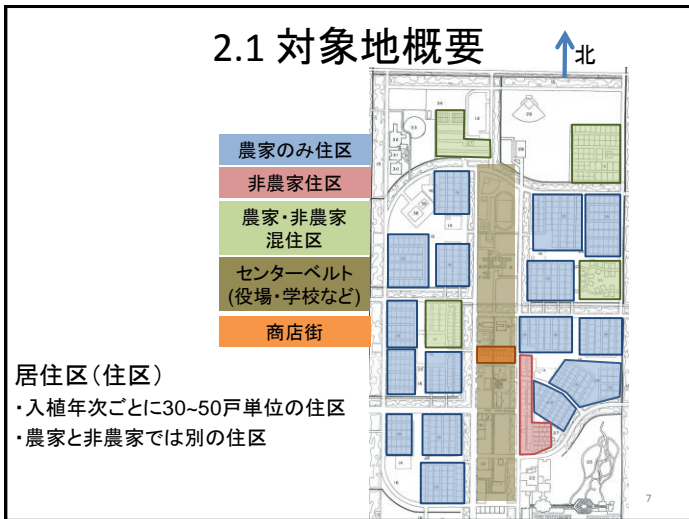 2.1 対象地概要
北
農家のみ住区
非農家住区
農家・非農家
混住区
センターベルト
(役場・学校など)
商店街
居住区(住区)
・入植年次ごとに30~50戸単位の住区
・農家と非農家では別の住区
7